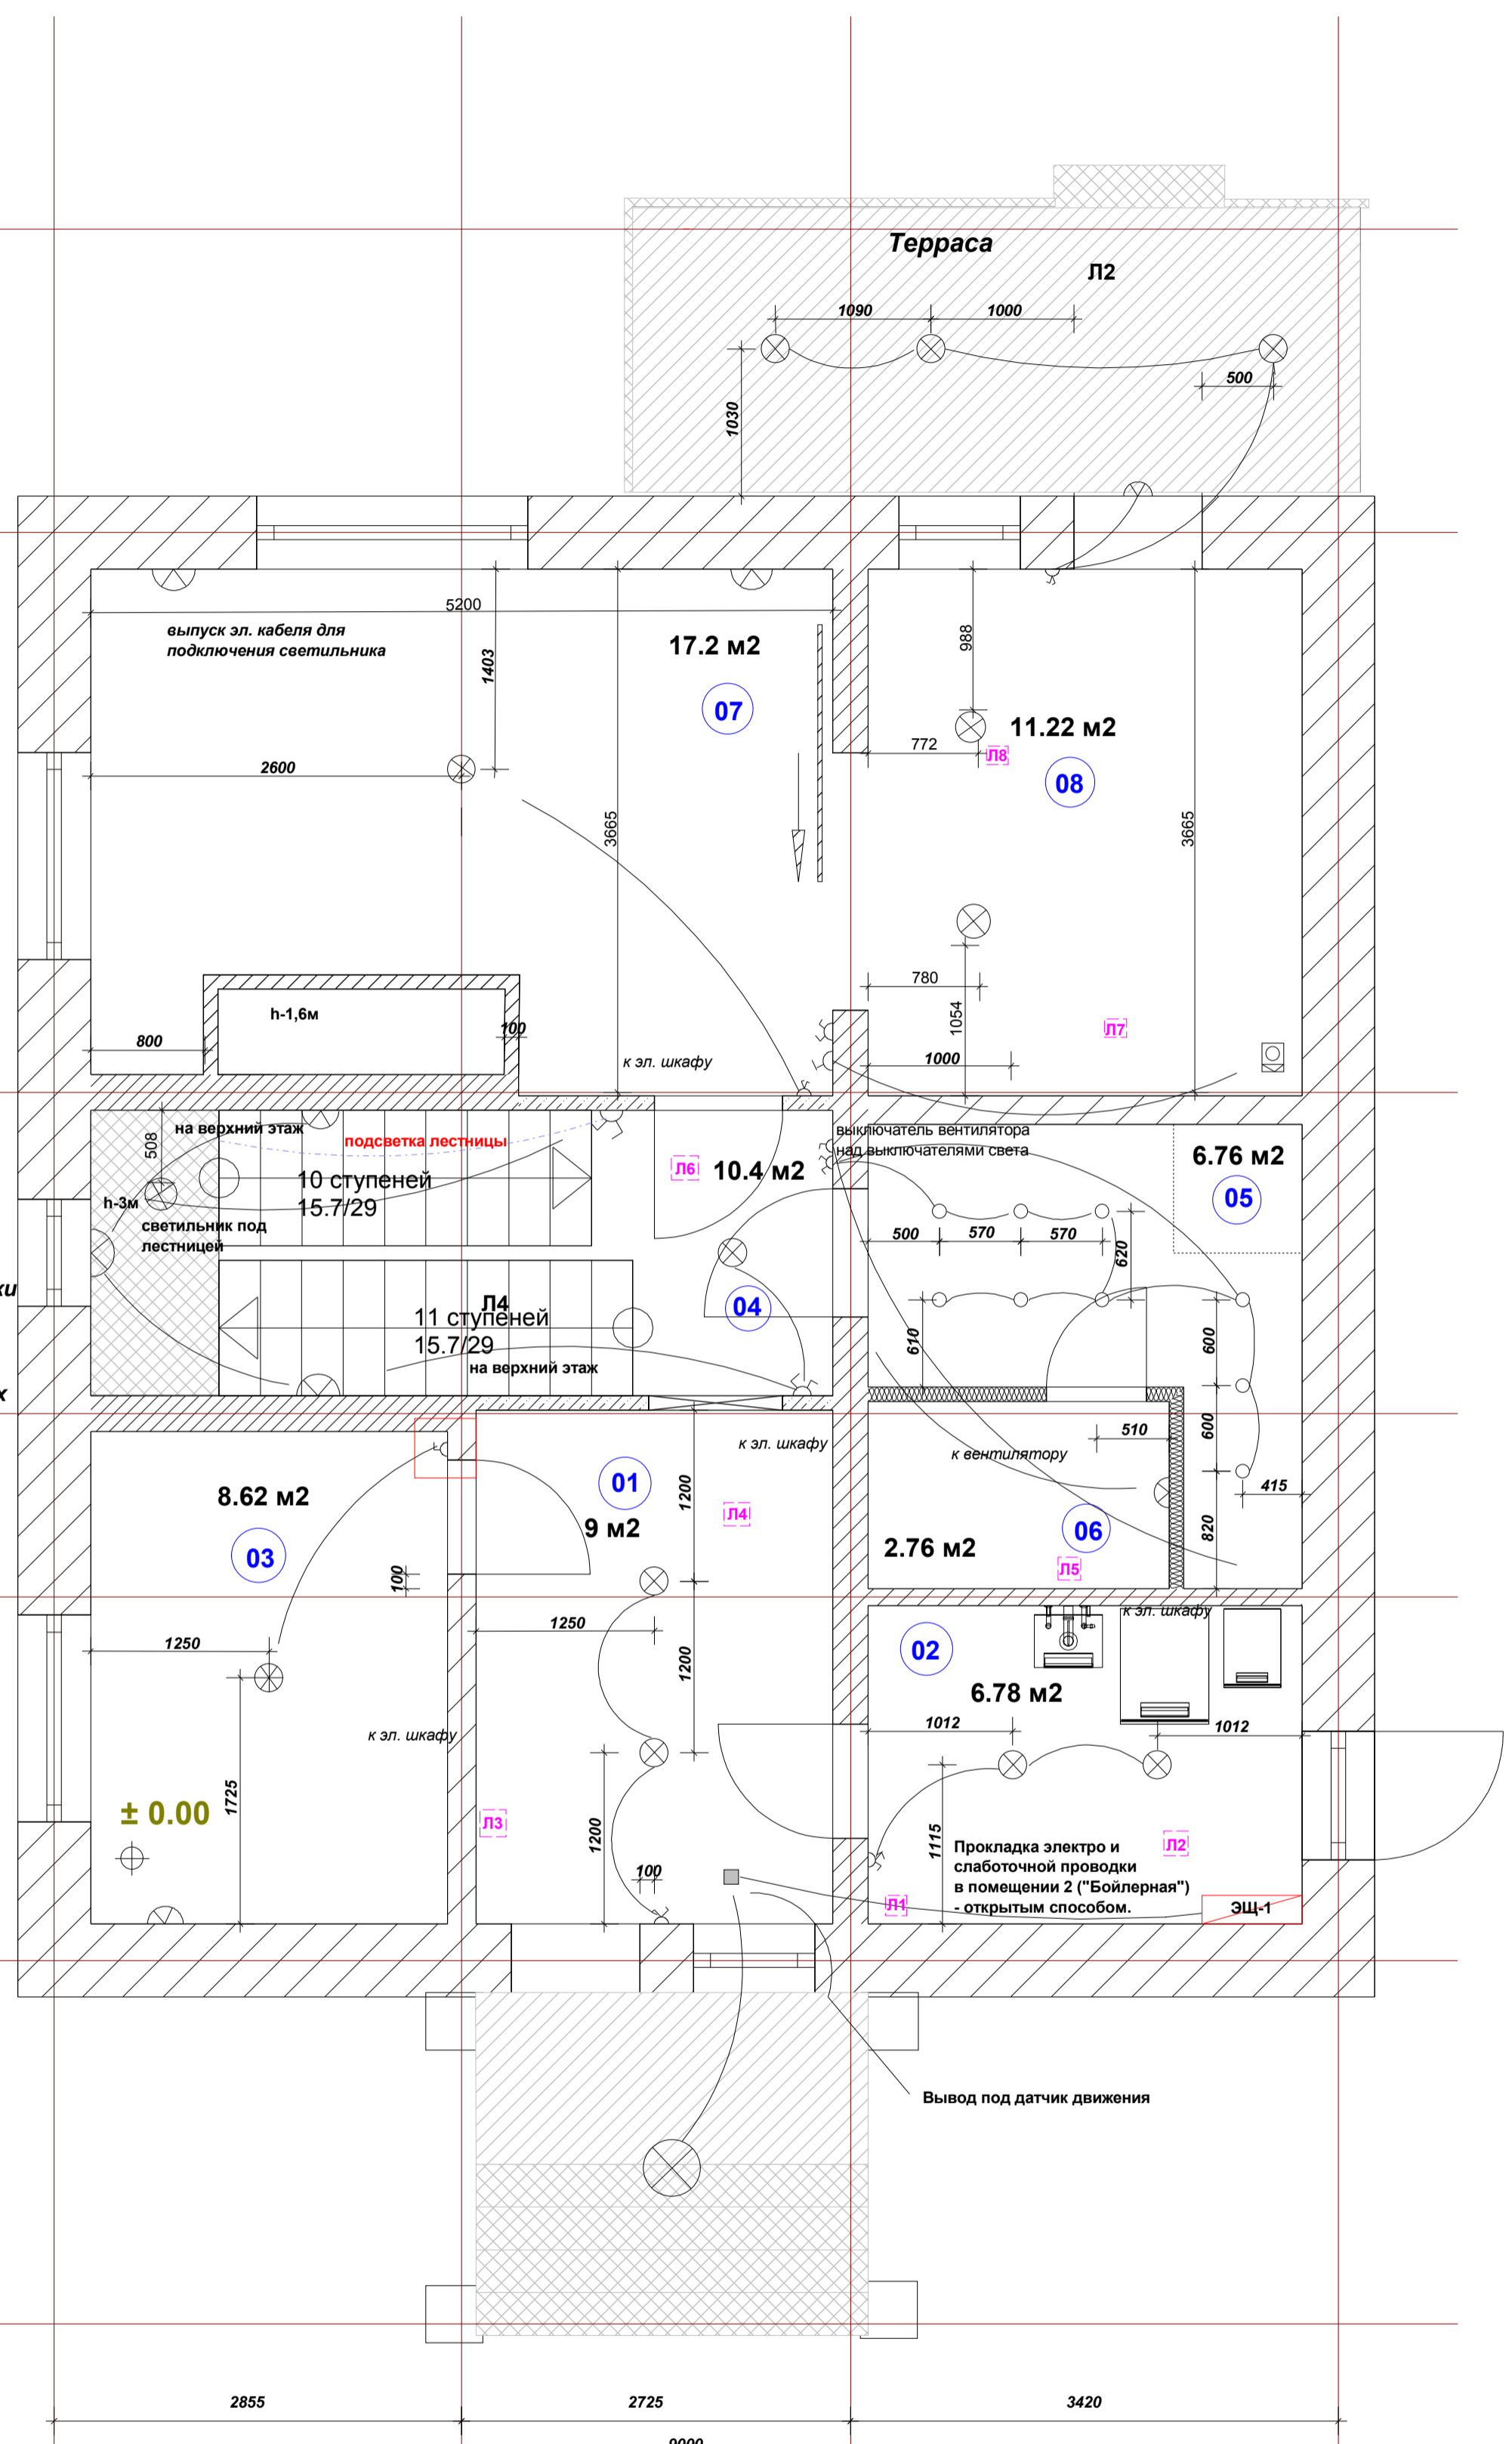 Терраса
Л2
1090
1000
500
1030
5200
выпуск эл. кабеля для
подключения светильника
1403
17.2 м2
07
988
11.22 м2
772
Л8
08
2600
3665
3665
780
1054
Л7
1000
h-1,6м
800
100
к эл. шкафу
на верхний этаж
508
подсветка лестницы
выключатель вентилятора
над выключателями света
Л6
10.4 м2
6.76 м2
05
10 ступеней
15.7/29
h-3м
светильник под
лестницей
500
570
570
620
ки
Л4
04
11 ступеней
15.7/29
610
600
на верхний этаж
х
600
510
к эл. шкафу
к вентилятору
01
1200
415
8.62 м2
Л4
9 м2
820
03
06
2.76 м2
Л5
100
1250
1250
1200
к эл. шкафу
02
6.78 м2
1012
1012
к эл. шкафу
1725
± 0.00
Л3
1200
1115
Прокладка электро и
слаботочной проводки
в помещении 2 ("Бойлерная")
- открытым способом.
Л2
100
Л1
ЭЩ-1
Вывод под датчик движения
2855
2725
3420
9000